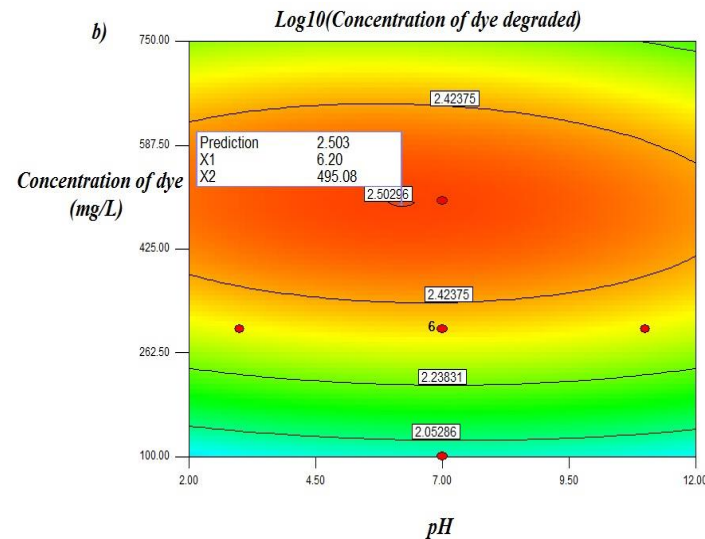 b)
Log10(Concentration of dye degraded)
750.00
2.42375
587.50
Prediction 2.503
X1 6.20
X2 495.08
Concentration of dye
(mg/L)
2.50296
425.00
2.42375
6
262.50
2.23831
2.05286
100.00
2.00 4.50 7.00 9.50 12.00
pH